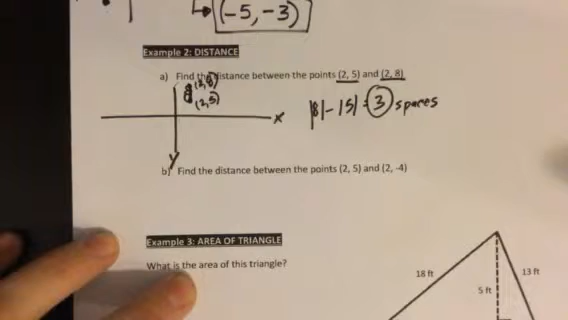 (-5,-3)
Example 2: DISTANCE
a) Find the distance between the points (2, 5) and (2, 8)
(2,8)
(2,5)
x
y
|8|-|5| = 3 spaces
b) Find the distance between the points (2, 5) and (2, -4)
Example 3: AREA OF TRIANGLE
What is the area of this triangle?
18 ft
13 ft
5 ft